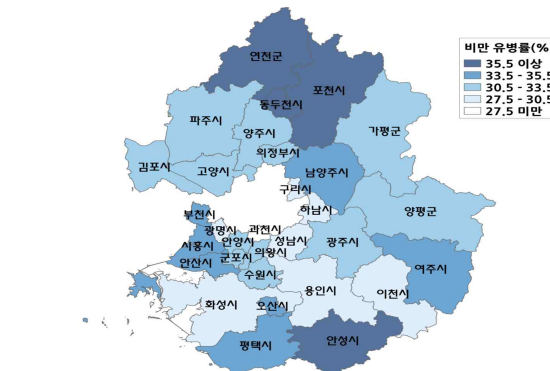 비만 유병률(%
35.5 이상
33.5 - 35.5
30.5 - 33.5
27.5 - 30.5
27.5 미만
연천군
포천시
동두천시
파주시
양주시
가평군
의정부시
김포시
고양시
남양주시
구리시
하남시
양평군
부천시
광명시
과천시
시흥시
안양시
성남시
광주시
의왕시
안산시
군포시
여주시
수원시
용인시
이천시
화성시
오산시
평택시
안성시